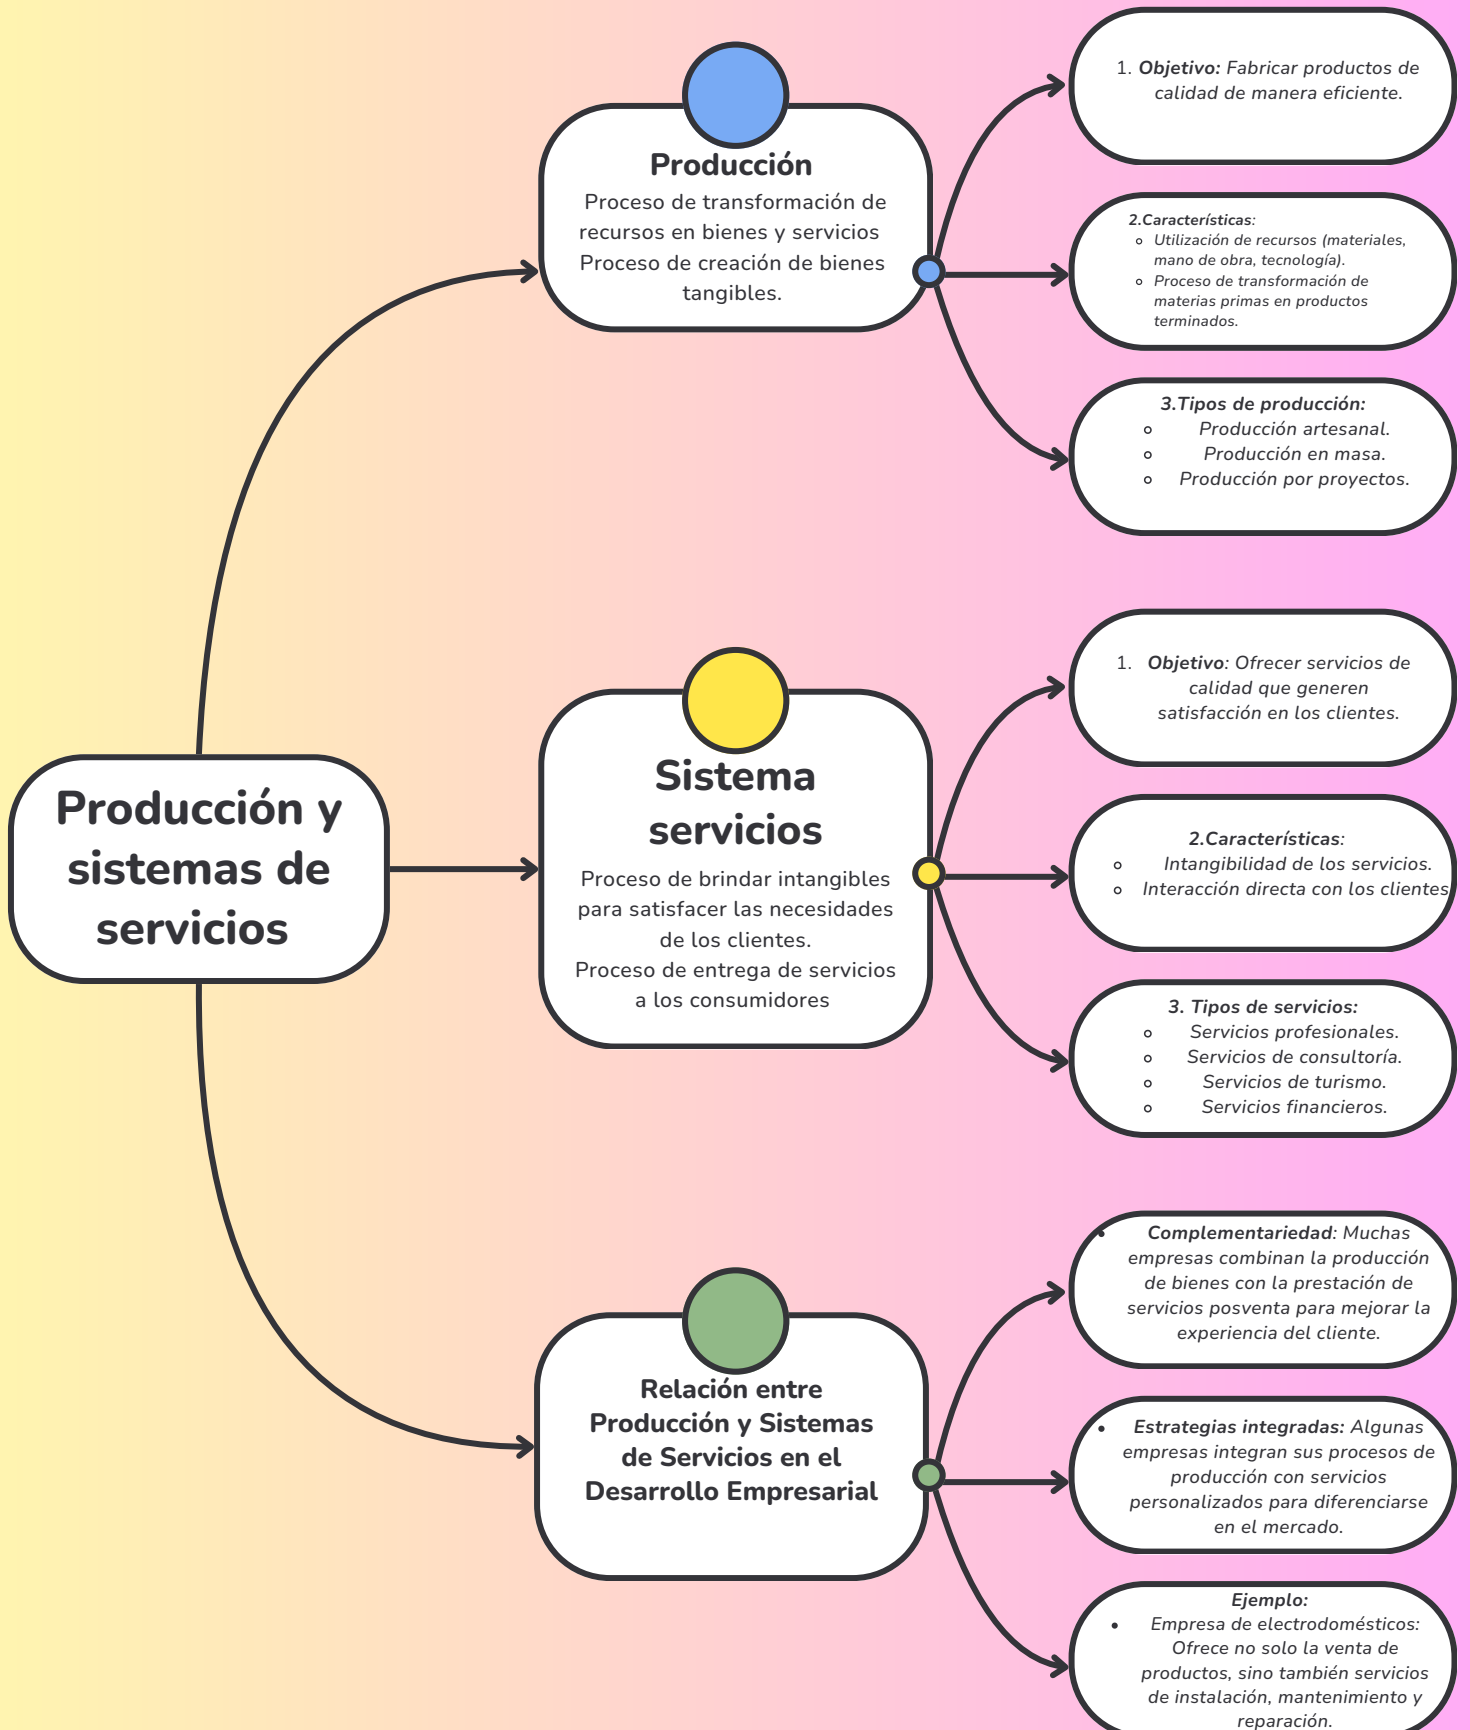 Producción y
sistemas de
servicios
Producción
Proceso de transformación de
recursos en bienes y servicios
Proceso de creación de bienes
tangibles.
1. Objetivo: Fabricar productos de
calidad de manera eficiente.
2.Características:
Utilización de recursos (materiales,
mano de obra, tecnología).
Proceso de transformación de
materias primas en productos
terminados.
3.Tipos de producción:
Producción artesanal.
Producción en masa.
Producción por proyectos.
Sistema
servicios
Proceso de brindar intangibles
para satisfacer las necesidades
de los clientes.
Proceso de entrega de servicios
a los consumidores
1. Objetivo: Ofrecer servicios de
calidad que generen
satisfacción en los clientes.
2.Características:
Intangibilidad de los servicios.
Interacción directa con los clientes
3. Tipos de servicios:
Servicios profesionales.
Servicios de consultoría.
Servicios de turismo.
Servicios financieros.
Relación entre
Producción y Sistemas
de Servicios en el
Desarrollo Empresarial
Complementariedad: Muchas
empresas combinan la producción
de bienes con la prestación de
servicios posventa para mejorar la
experiencia del cliente.
Estrategias integradas: Algunas
empresas integran sus procesos de
producción con servicios
personalizados para diferenciarse
en el mercado.
Ejemplo:
Empresa de electrodomésticos:
Ofrece no solo la venta de
productos, sino también servicios
de instalación, mantenimiento y
reparación.